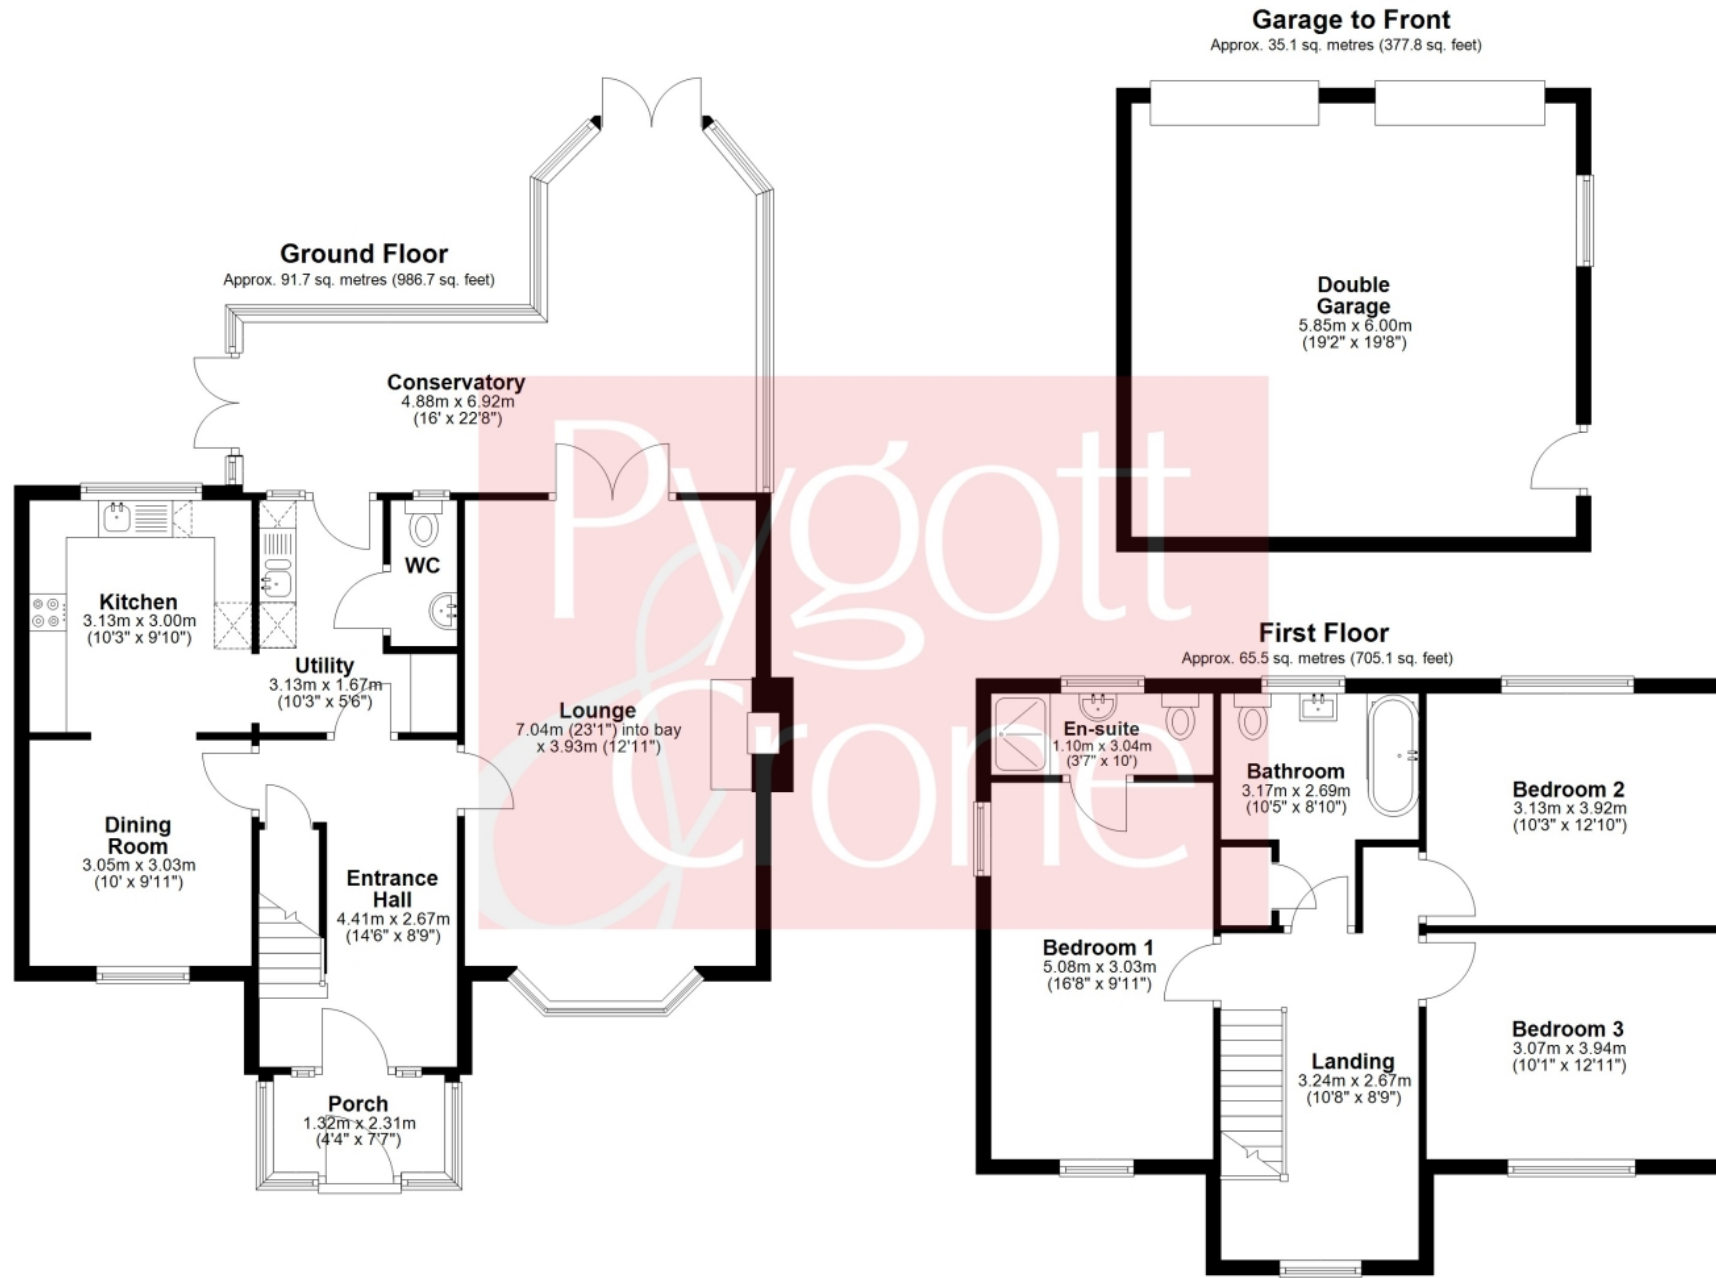 Garage to Front
Approx. 35.1 sq. metres (377.8 sq. feet)
Double
Garage
5.85m x 6.00m
(19'2" x 19'8")
Ground Floor
Approx. 91.7 sq. metres (986.7 sq. feet)
Conservatory
4.88m x 6.92m
(16' x 22'8")
Kitchen
3.13m x 3.00m
(10'3" x 9'10")
WC
Utility
3.13m x 1.67m
(10'3" x 5'6")
Lounge
7.04m (23'1") into bay
x 3.93m (12'11")
Dining
Room
3.05m x 3.03m
(10' x 9'11")
Entrance
Hall
4.41m x 2.67m
(14'6" x 8'9")
Porch
1.32m x 2.31m
(4'4" x 7'7")
First Floor
Approx. 65.5 sq. metres (705.1 sq. feet)
En-suite
1.10m x 3.04m
(3'7" x 10')
Bathroom
3.17m x 2.69m
(10'5" x 8'10")
Bedroom 2
3.13m x 3.92m
(10'3" x 12'10")
Bedroom 1
5.08m x 3.03m
(16'8" x 9'11")
Landing
3.24m x 2.67m
(10'8" x 8'9")
Bedroom 3
3.07m x 3.94m
(10'1" x 12'11")
Pygott
& Crone